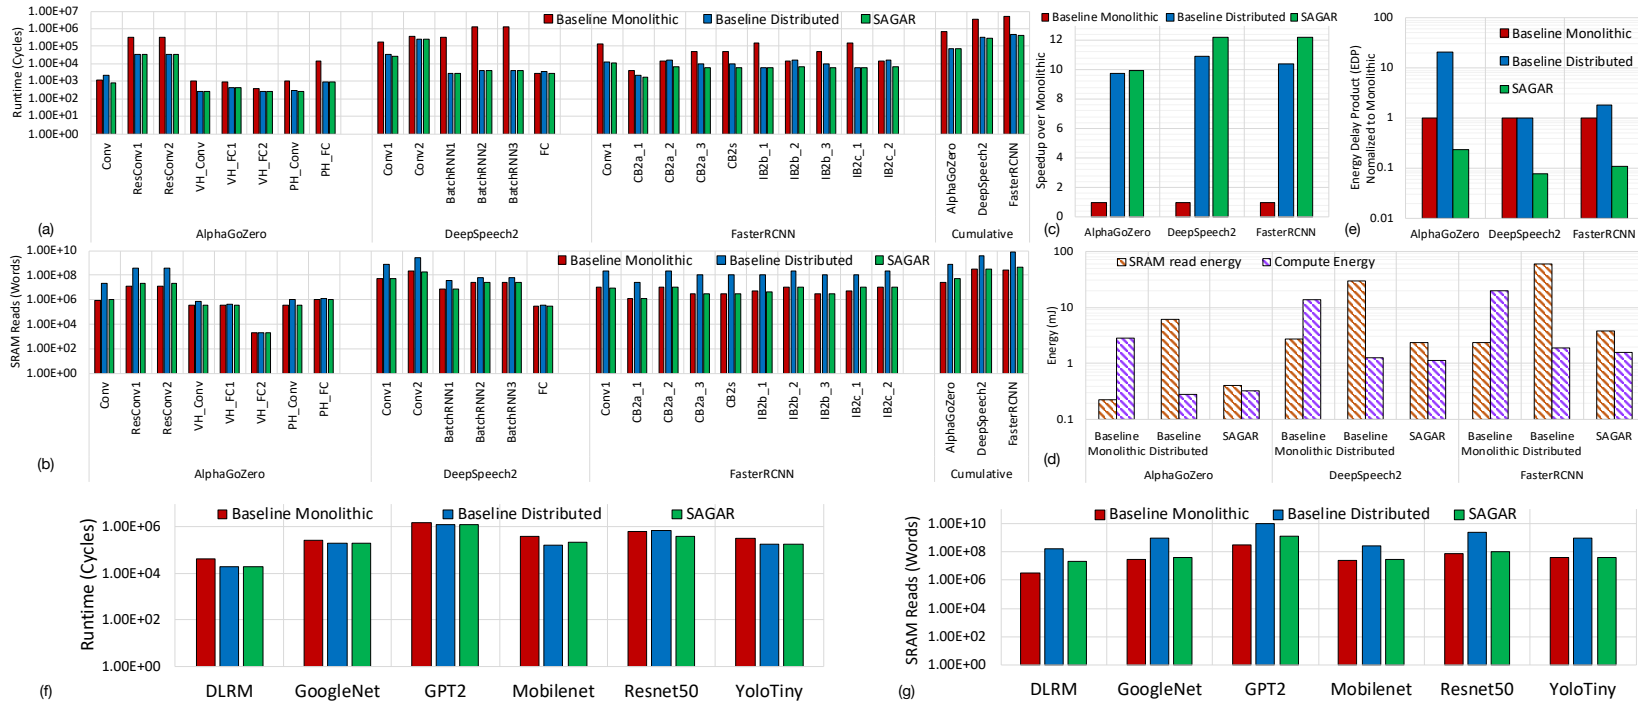 Runtime (Cycles)
1.00E+07
1.00E+06
1.00E+05
1.00E+04
1.00E+03
1.00E+02
1.00E+01
1.00E+00
Baseline Monolithic Baseline Distributed SAGAR
Conv ResConv1 ResConv2 VH_Conv VH_FC1 VH_FC2 PH_Conv PH_FC Conv1 Conv2 BatchRNN1 BatchRNN2 BatchRNN3 FC Conv1 CB2a_1 CB2a_2 CB2a_3 CB2s IB2b_1 IB2b_2 IB2b_3 IB2c_1 IB2c_2 AlphaGoZero DeepSpeech2 FasterRCNN
(a) AlphaGoZero DeepSpeech2 FasterRCNN Cumulative
SRAM Reads (Words)
1.00E+10
1.00E+08
1.00E+06
1.00E+04
1.00E+02
1.00E+00
Baseline Monolithic Baseline Distributed SAGAR
Conv ResConv1 ResConv2 VH_Conv VH_FC1 VH_FC2 PH_Conv PH_FC Conv1 Conv2 BatchRNN1 BatchRNN2 BatchRNN3 FC Conv1 CB2a_1 CB2a_2 CB2a_3 CB2s IB2b_1 IB2b_2 IB2b_3 IB2c_1 IB2c_2 AlphaGoZero DeepSpeech2 FasterRCNN
(b) AlphaGoZero DeepSpeech2 FasterRCNN Cumulative
Speedup over Monolithic
Baseline Monolithic Baseline Distributed SAGAR
12
10
8
6
4
2
0
(c) AlphaGoZero DeepSpeech2 FasterRCNN
Energy Delay Product (EDP)
Normalized to Monolithic
100
10
1
0.1
0.01
Baseline Monolithic
Baseline Distributed
SAGAR
(e) AlphaGoZero DeepSpeech2 FasterRCNN
Energy (mJ)
100
10
1
0.1
SRAM read energy Compute Energy
Baseline Baseline SAGAR Baseline Baseline SAGAR Baseline Baseline SAGAR
Monolithic Distributed Monolithic Distributed Monolithic Distributed
(d) AlphaGoZero DeepSpeech2 FasterRCNN
Runtime (Cycles)
Baseline Monolithic Baseline Distributed SAGAR
1.00E+06
1.00E+04
1.00E+02
1.00E+00
(f) DLRM GoogleNet GPT2 Mobilenet Resnet50 YoloTiny
SRAM Reads (Words)
Baseline Monolithic Baseline Distributed SAGAR
1.00E+10
1.00E+08
1.00E+06
1.00E+04
1.00E+02
1.00E+00
(g) DLRM GoogleNet GPT2 Mobilenet Resnet50 YoloTiny